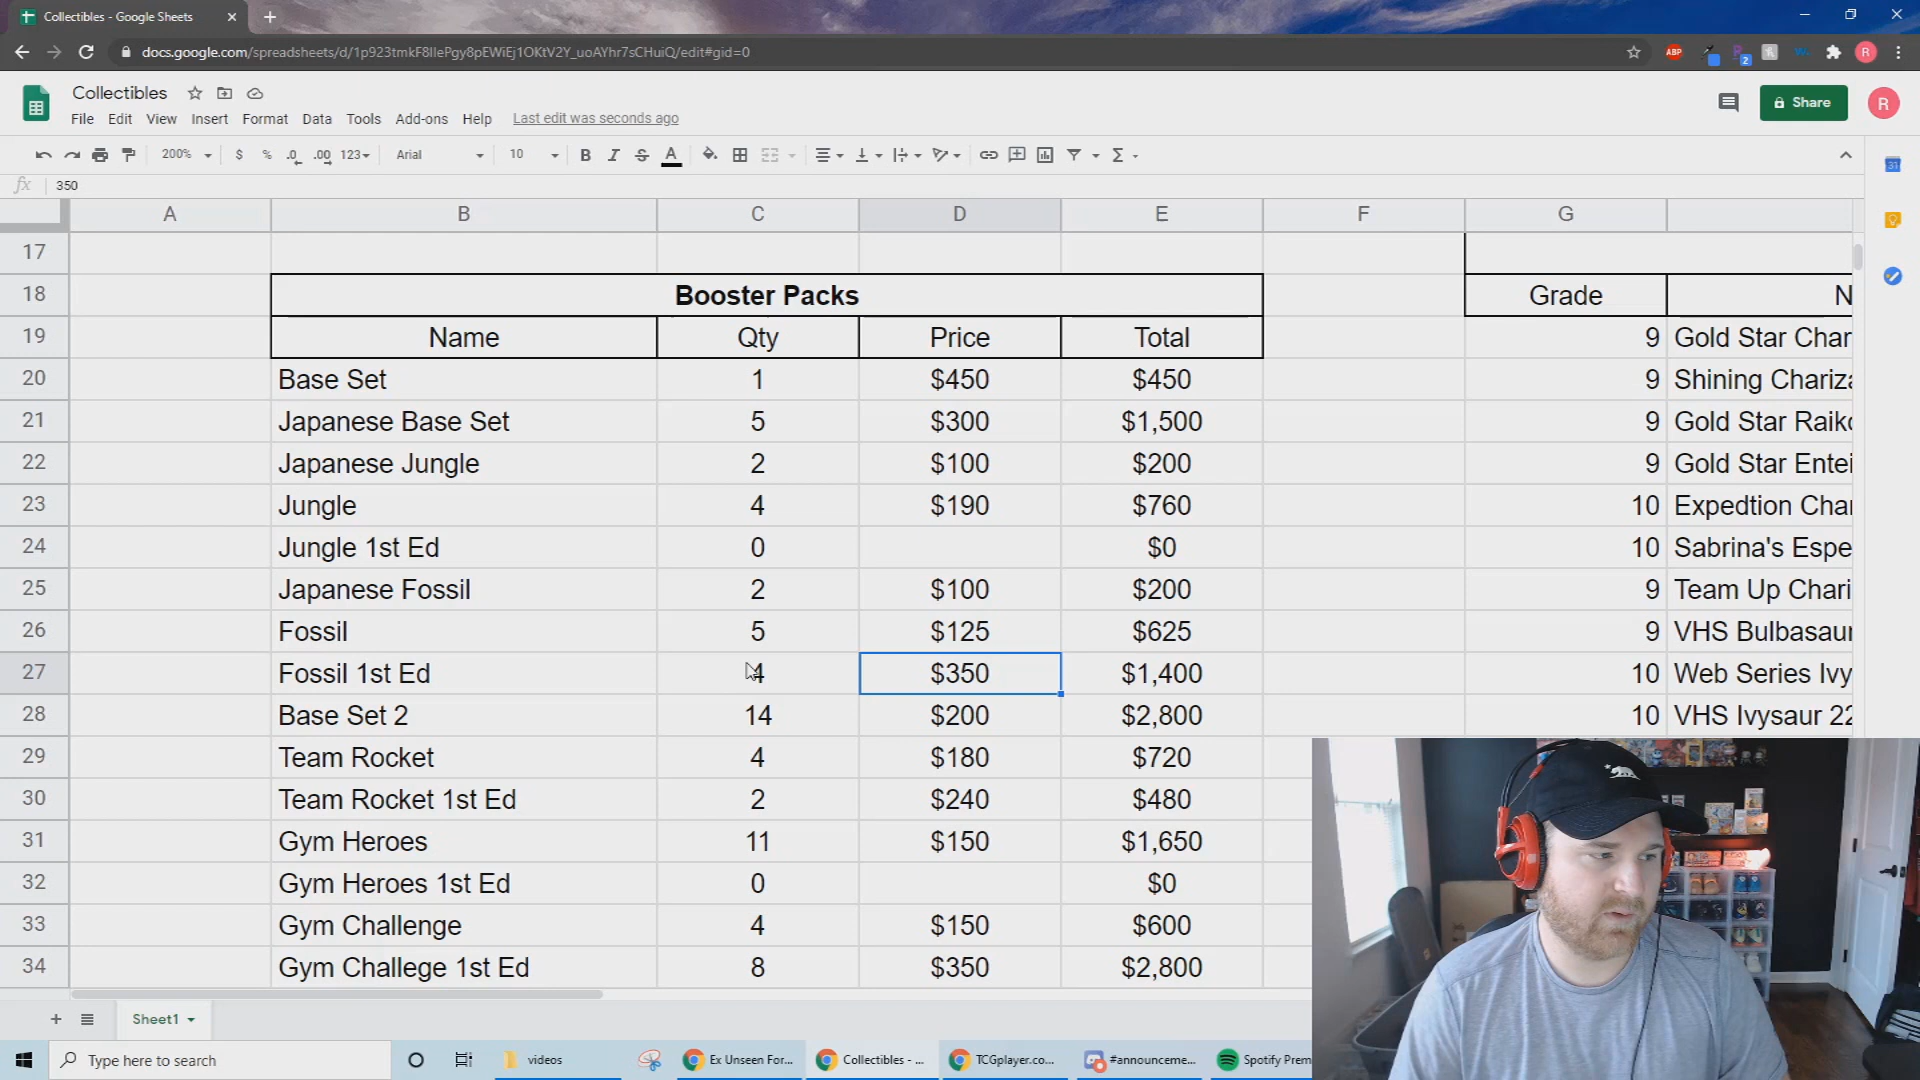 Collectibles - Google Sheets
docs.google.com/spreadsheets/d/1p923tmkF8llePgy8pEWiEj1OKtV2Y_uoAYhr7sCHuiQ/edit#gid=0
ABP
2
R
Collectibles
Share
R
File Edit View Insert Format Data Tools Add-ons Help Last edit was seconds ago
200% $ % .0 .00 123 Arial 10 B I S A
31
fx 350
A B C D E F G
17
18 Booster Packs Grade N
19 Name Qty Price Total 9 Gold Star Char
20 Base Set 1 $450 $450 9 Shining Chariza
21 Japanese Base Set 5 $300 $1,500 9 Gold Star Raiko
22 Japanese Jungle 2 $100 $200 9 Gold Star Entei
23 Jungle 4 $190 $760 10 Expedtion Char
24 Jungle 1st Ed 0 $0 10 Sabrina's Espe
25 Japanese Fossil 2 $100 $200 9 Team Up Chari
26 Fossil 5 $125 $625 9 VHS Bulbasaur
27 Fossil 1st Ed 4 $350 $1,400 10 Web Series Ivy
28 Base Set 2 14 $200 $2,800 10 VHS Ivysaur 22
29 Team Rocket 4 $180 $720
30 Team Rocket 1st Ed 2 $240 $480
31 Gym Heroes 11 $150 $1,650
32 Gym Heroes 1st Ed 0 $0
33 Gym Challenge 4 $150 $600
34 Gym Challege 1st Ed 8 $350 $2,800
Sheet1
Type here to search
videos
Ex Unseen For...
Collectibles - ...
TCGplayer.co...
#announceme...
Spotify Prem